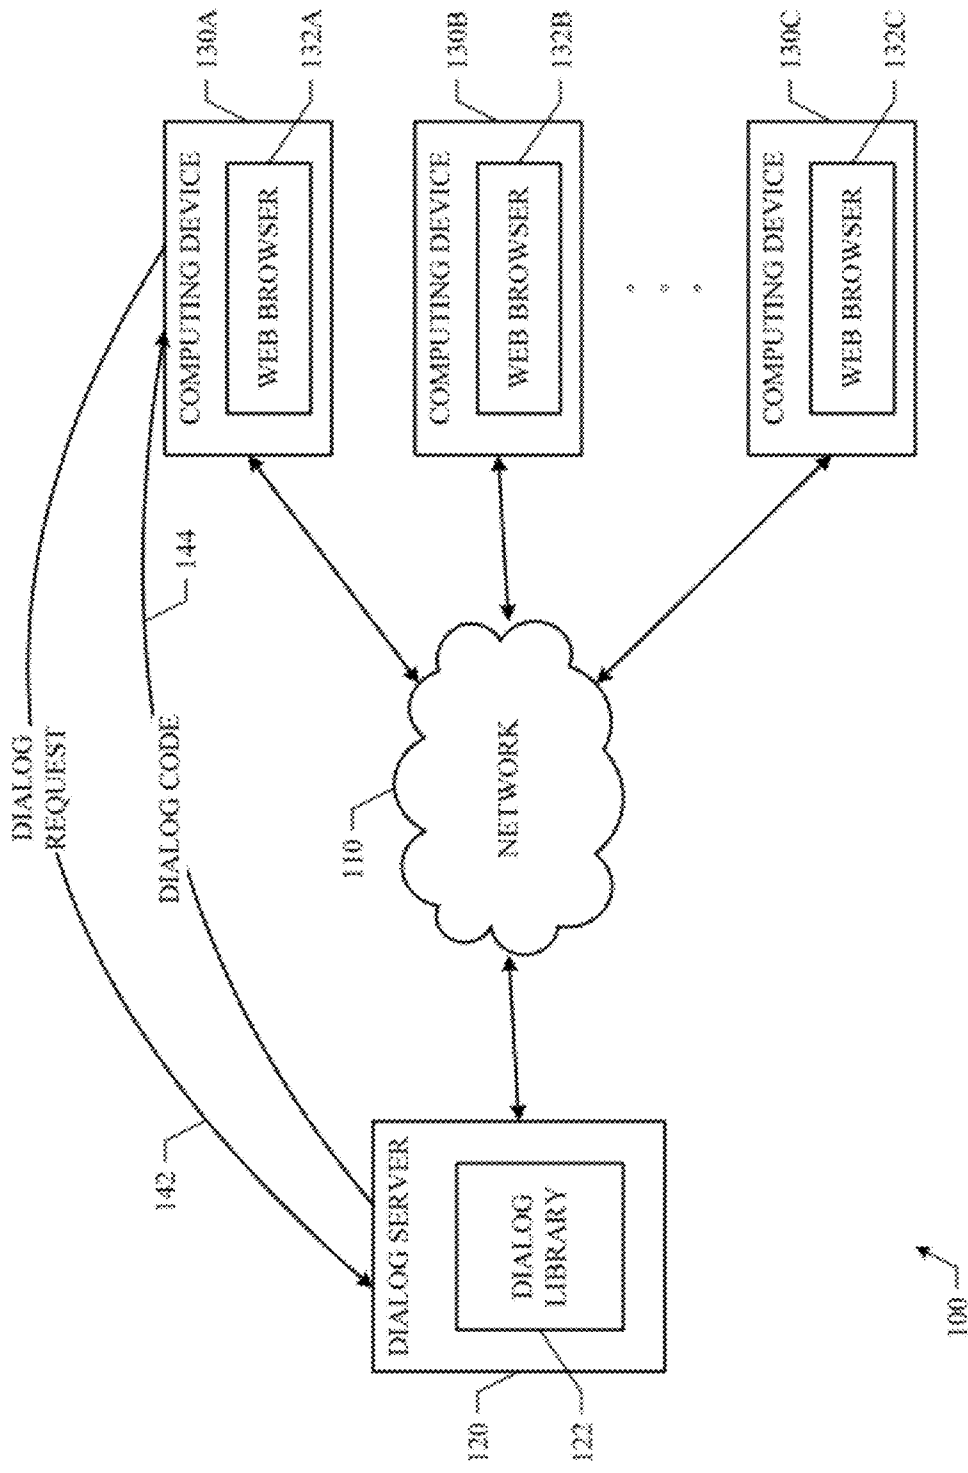 DIALOG
REQUEST
142
DIALOG CODE
144
DIALOG SERVER
DIALOG
LIBRARY
120
122
110
NETWORK
COMPUTING DEVICE
WEB BROWSER
130A
132A
COMPUTING DEVICE
WEB BROWSER
130B
132B
COMPUTING DEVICE
WEB BROWSER
130C
132C
100